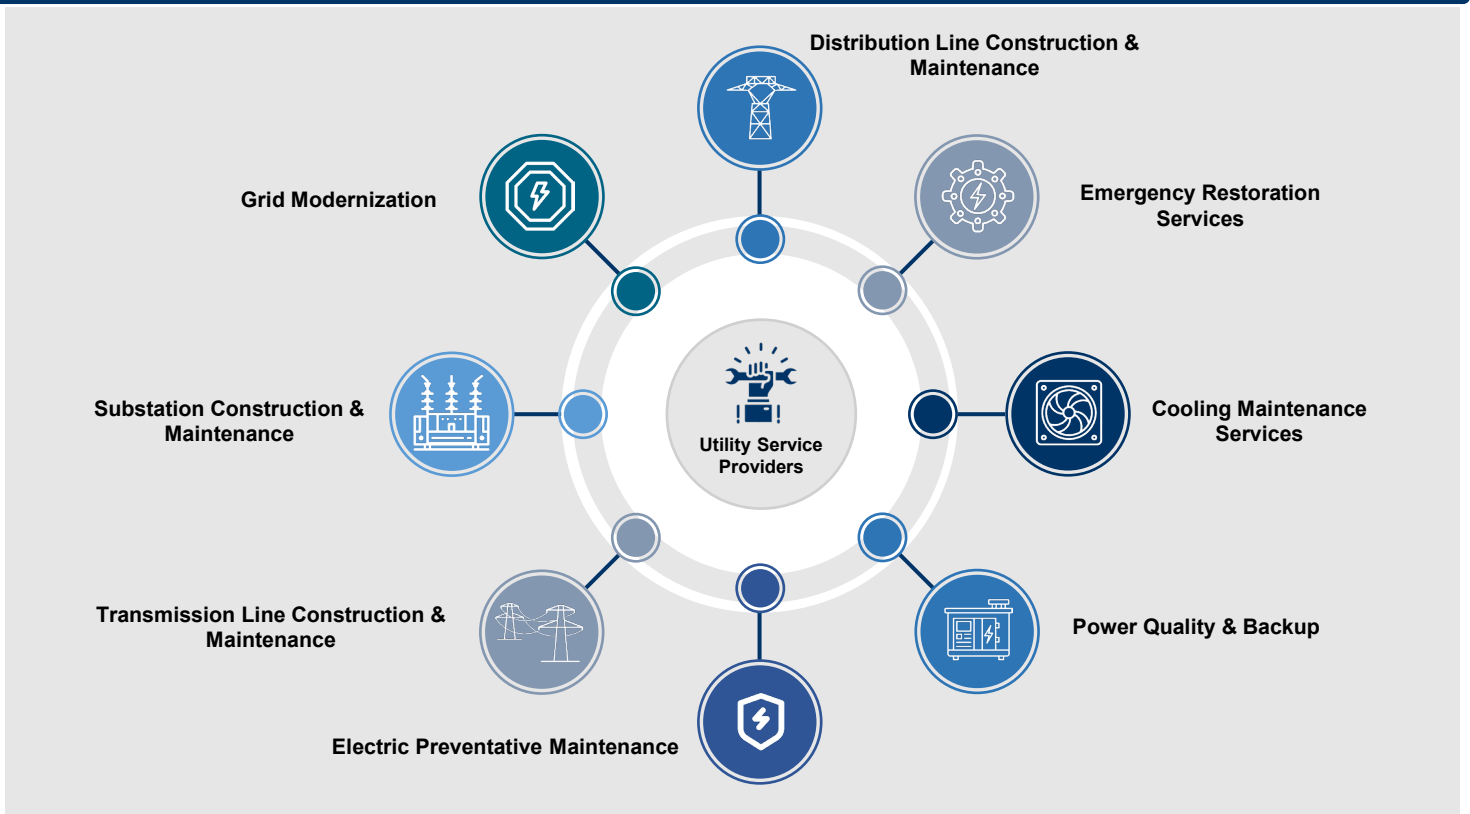 Distribution Line Construction &
Maintenance
Grid Modernization
Emergency Restoration
Services
Substation Construction &
Maintenance
Utility Service
Providers
Cooling Maintenance
Services
Transmission Line Construction &
Maintenance
Power Quality & Backup
Electric Preventative Maintenance